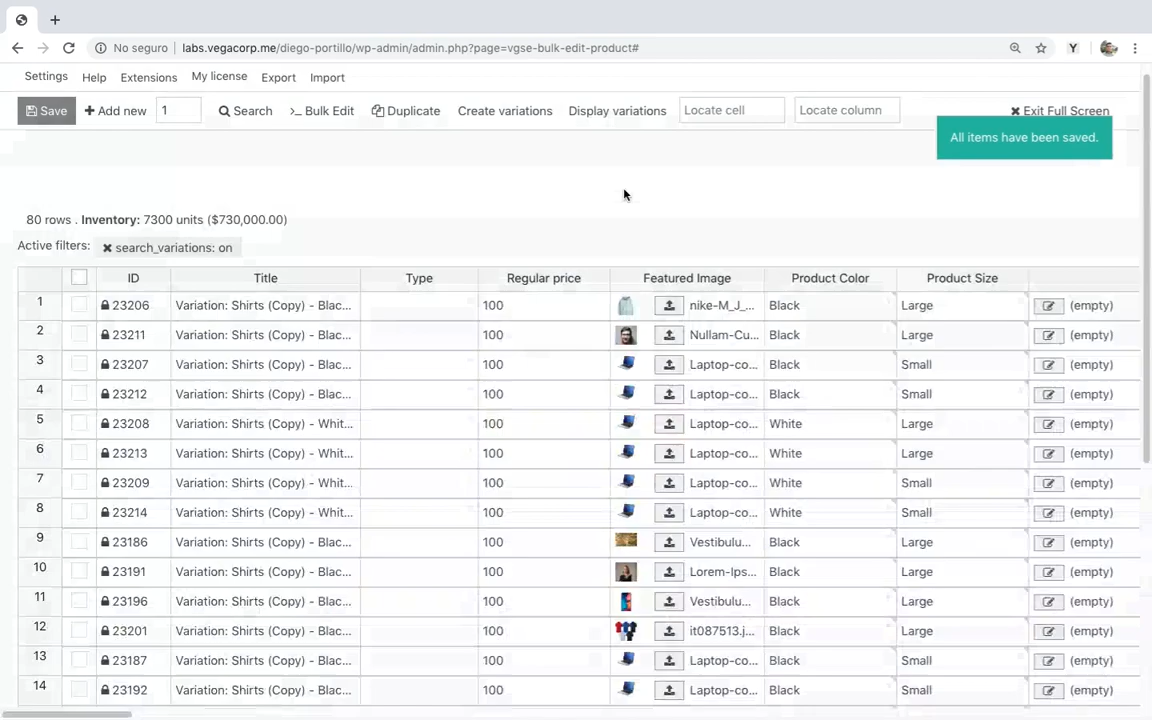 No seguro labs.vegacorp.me/diego-portillo/wp-admin/admin.php?page=vgse-bulk-edit-product# Y
Settings Help Extensions My license Export Import
Save Add new 1 Search >_ Bulk Edit Duplicate Create variations Display variations Locate cell Locate column Exit Full Screen
All items have been saved.
80 rows . Inventory: 7300 units ($730,000.00)
Active filters: search_variations: on
ID Title Type Regular price Featured Image Product Color Product Size
1 23206 Variation: Shirts (Copy) - Blac... 100 nike-M_J_... Black Large (empty)
2 23211 Variation: Shirts (Copy) - Blac... 100 Nullam-Cu... Black Large (empty)
3 23207 Variation: Shirts (Copy) - Blac... 100 Laptop-co... Black Small (empty)
4 23212 Variation: Shirts (Copy) - Blac... 100 Laptop-co... Black Small (empty)
5 23208 Variation: Shirts (Copy) - Whit... 100 Laptop-co... White Large (empty)
6 23213 Variation: Shirts (Copy) - Whit... 100 Laptop-co... White Large (empty)
7 23209 Variation: Shirts (Copy) - Whit... 100 Laptop-co... White Small (empty)
8 23214 Variation: Shirts (Copy) - Whit... 100 Laptop-co... White Small (empty)
9 23186 Variation: Shirts (Copy) - Blac... 100 Vestibulu... Black Large (empty)
10 23191 Variation: Shirts (Copy) - Blac... 100 Lorem-Ips... Black Large (empty)
11 23196 Variation: Shirts (Copy) - Blac... 100 Vestibulu... Black Large (empty)
12 23201 Variation: Shirts (Copy) - Blac... 100 it087513.j... Black Large (empty)
13 23187 Variation: Shirts (Copy) - Blac... 100 Laptop-co... Black Small (empty)
14 23192 Variation: Shirts (Copy) - Blac... 100 Laptop-co... Black Small (empty)